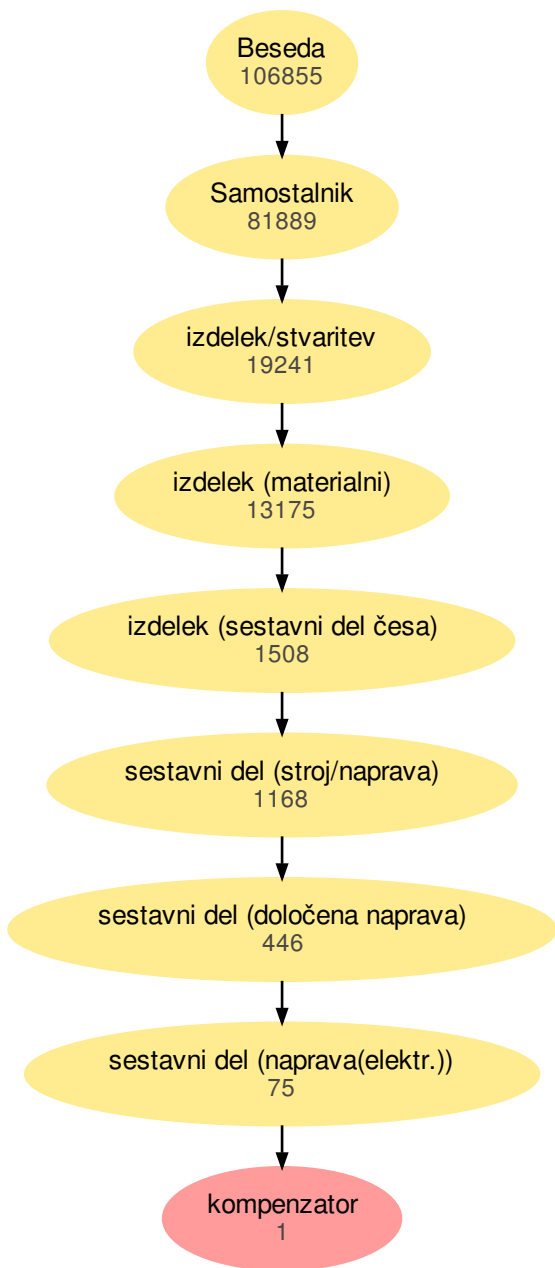 Beseda
106855
Samostalnik
81889
izdelek/stvaritev
19241
izdelek (materialni)
13175
izdelek (sestavni del česa)
1508
sestavni del (stroj/naprava)
1168
sestavni del (določena naprava)
446
sestavni del (naprava(elektr.))
75
kompenzator
1